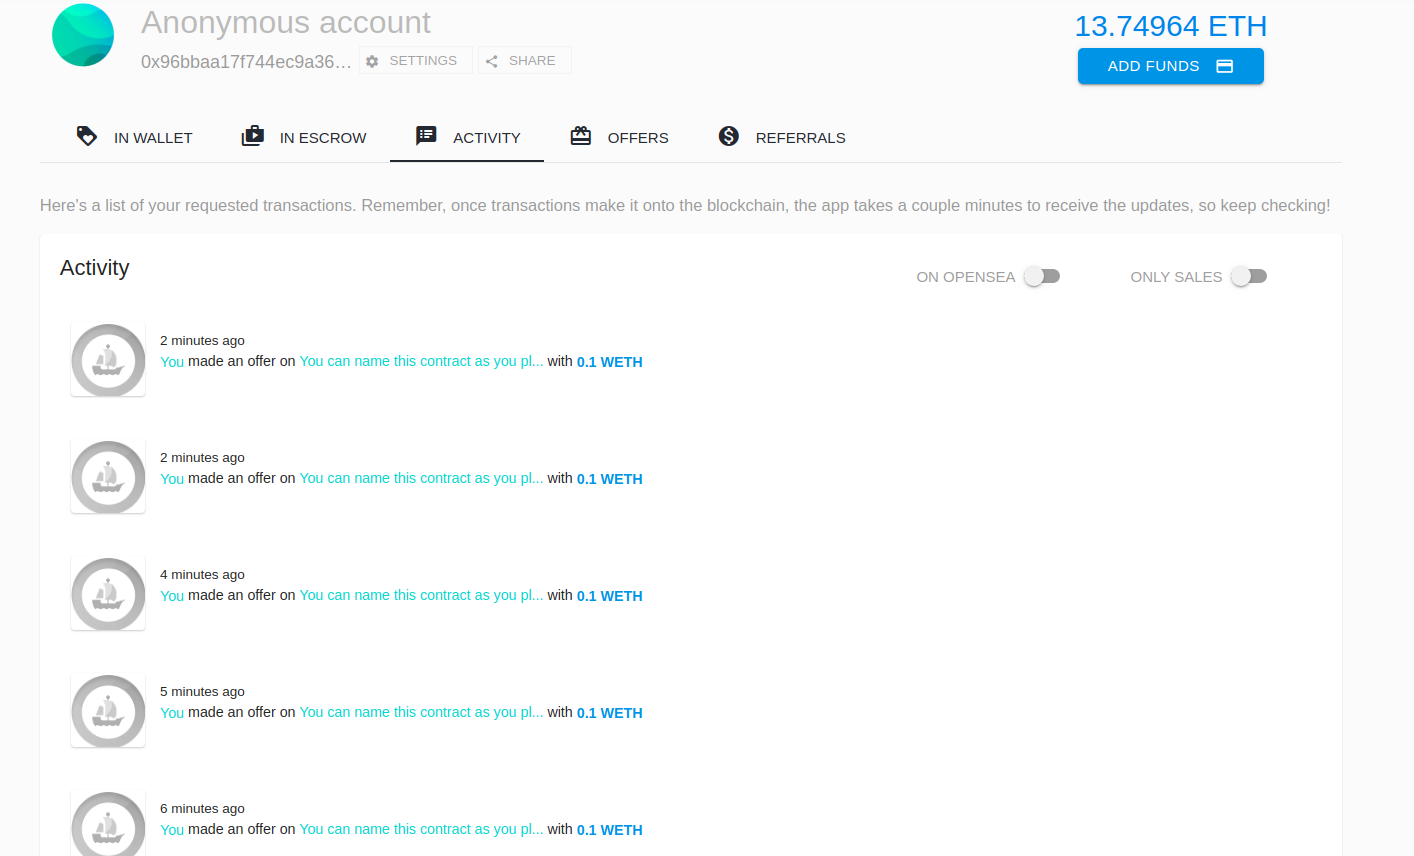 Anonymous account
13.74964 ETH
0x96bbaa17f744ec9a36... SETTINGS SHARE
ADD FUNDS
IN WALLET IN ESCROW ACTIVITY OFFERS REFERRALS
Here's a list of your requested transactions. Remember, once transactions make it onto the blockchain, the app takes a couple minutes to receive the updates, so keep checking!
Activity
ON OPENSEA ONLY SALES
2 minutes ago
You made an offer on You can name this contract as you pl... with 0.1 WETH
2 minutes ago
You made an offer on You can name this contract as you pl... with 0.1 WETH
4 minutes ago
You made an offer on You can name this contract as you pl... with 0.1 WETH
5 minutes ago
You made an offer on You can name this contract as you pl... with 0.1 WETH
6 minutes ago
You made an offer on You can name this contract as you pl... with 0.1 WETH